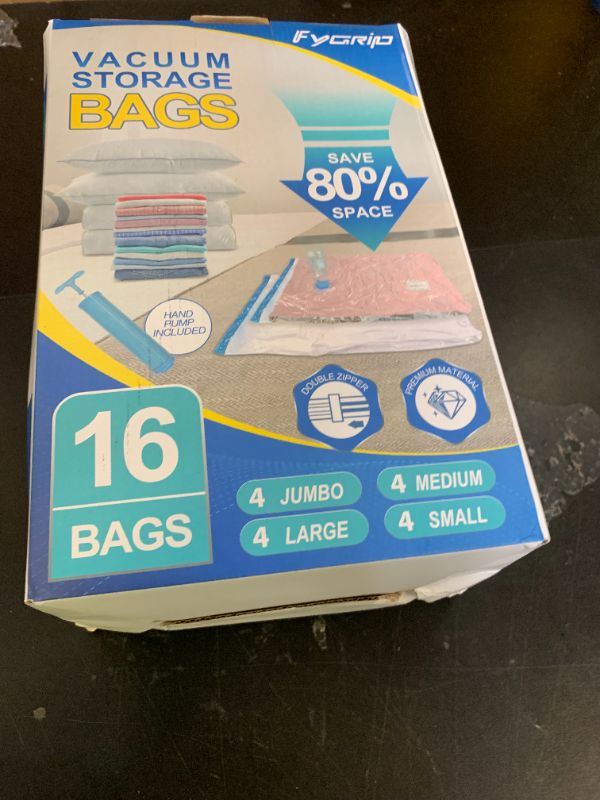 FYGRIP
VACUUM
STORAGE
BAGS
SAVE
80%
SPACE
HAND
PUMP
INCLUDED
DOUBLE ZIPPER
PREMIUM MATERIAL
16
BAGS
4 JUMBO
4 MEDIUM
4 LARGE
4 SMALL